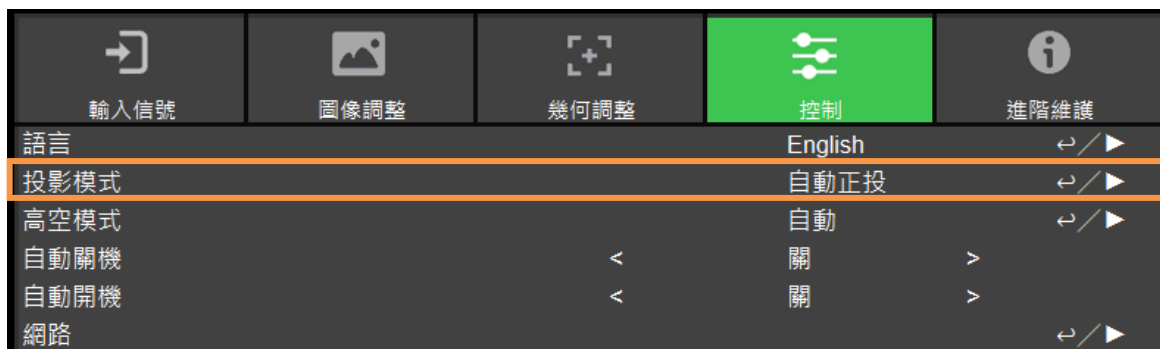 輸入信號 圖像調整 幾何調整 控制 進階維護
語言 English ↩／▶
投影模式 自動正投 ↩／▶
高空模式 自動 ↩／▶
自動關機 < 關 >
自動開機 < 關 >
網路 ↩／▶